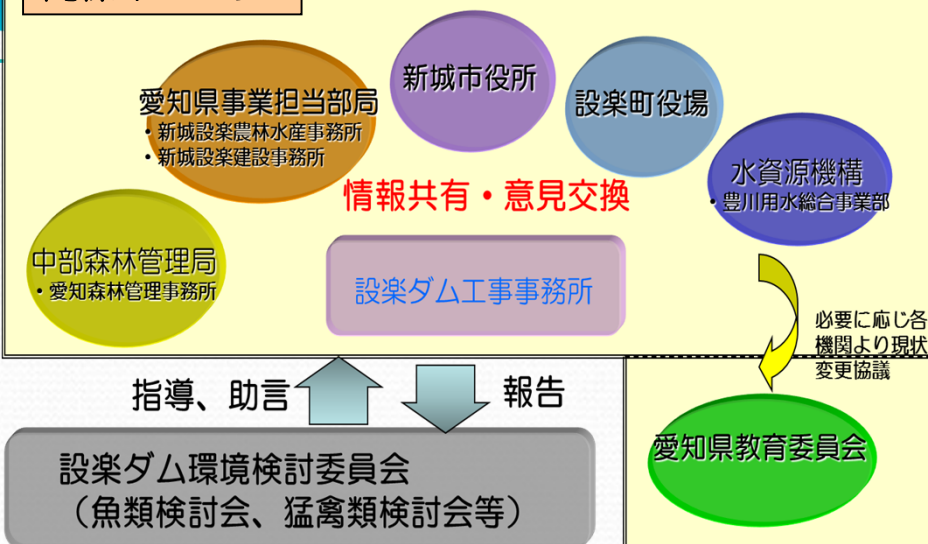 新城市役所
愛知県事業担当部局
・新城設楽農林水産事務所
・新城設楽建設事務所
設楽町役場
水資源機構
・豊川用水総合事業部
情報共有・意見交換
中部森林管理局
・愛知森林管理事務所
設楽ダム工事事務所
必要に応じ各
機関より現状
変更協議
指導、助言
報告
愛知県教育委員会
設楽ダム環境検討委員会
（魚類検討会、猛禽類検討会等）